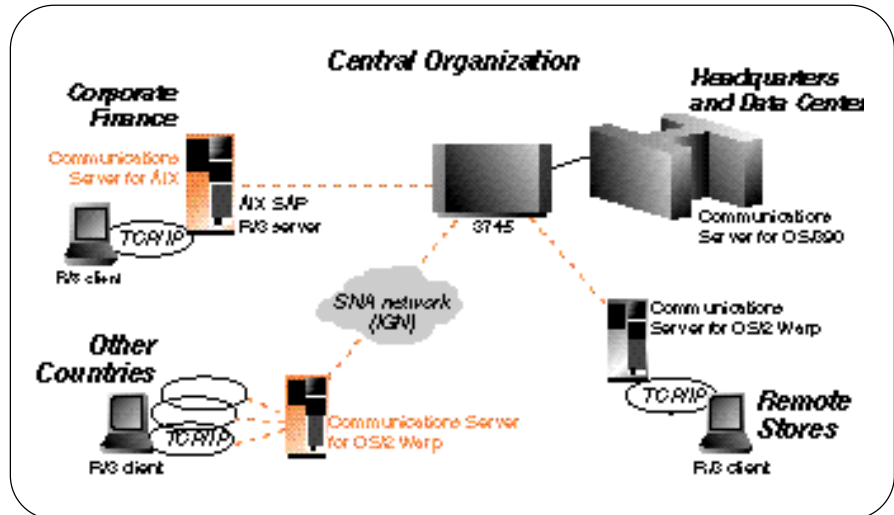 Central Organization
Corporate
Finance
Communications
Server for AIX
AIX SAP
R/3 server
TCP/IP
R/3 client
3745
Headquarters
and Data Center
Communications
Server for OS/390
SNA network
(IGN)
Communications
Server for OS/2 Warp
TCP/IP
Remote
Stores
R/3 client
Other
Countries
TCP/IP
R/3 client
Communications Server
for OS/2 Warp